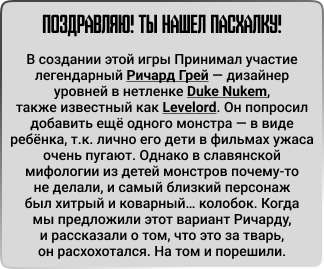 ПОЗДРАВЛЯЮ! ТЫ НАШЕЛ ПАСХАЛКУ!
В создании этой игры Принимал участие
легендарный Ричард Грей — дизайнер
уровней в нетленке Duke Nukem,
также известный как Levelord. Он попросил
добавить ещё одного монстра — в виде
ребёнка, т.к. лично его дети в фильмах ужаса
очень пугают. Однако в славянской
мифологии из детей монстров почему-то
не делали, и самый близкий персонаж
был хитрый и коварный... колобок. Когда
мы предложили этот вариант Ричарду,
и рассказали о том, что это за тварь,
он расхохотался. На том и порешили.